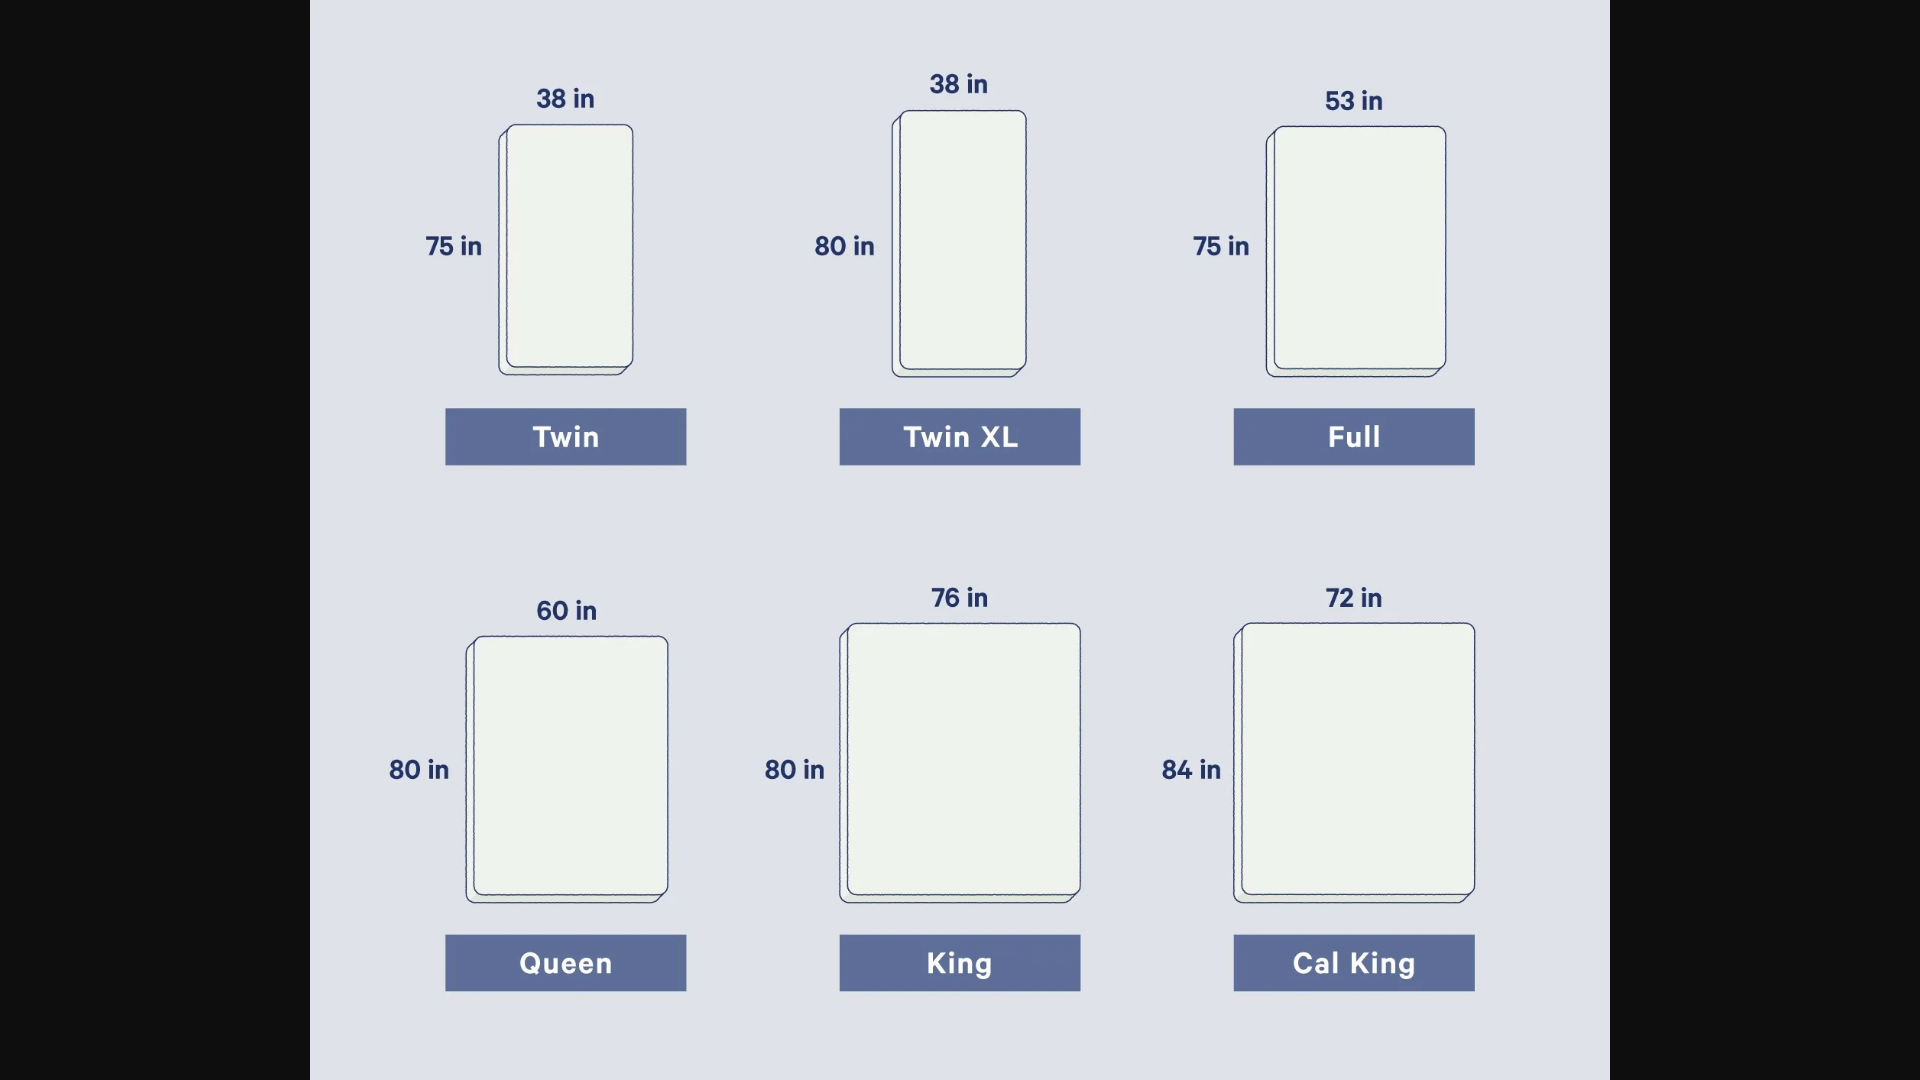 38 in
75 in
Twin
38 in
80 in
Twin XL
53 in
75 in
Full
60 in
80 in
Queen
76 in
80 in
King
72 in
84 in
Cal King